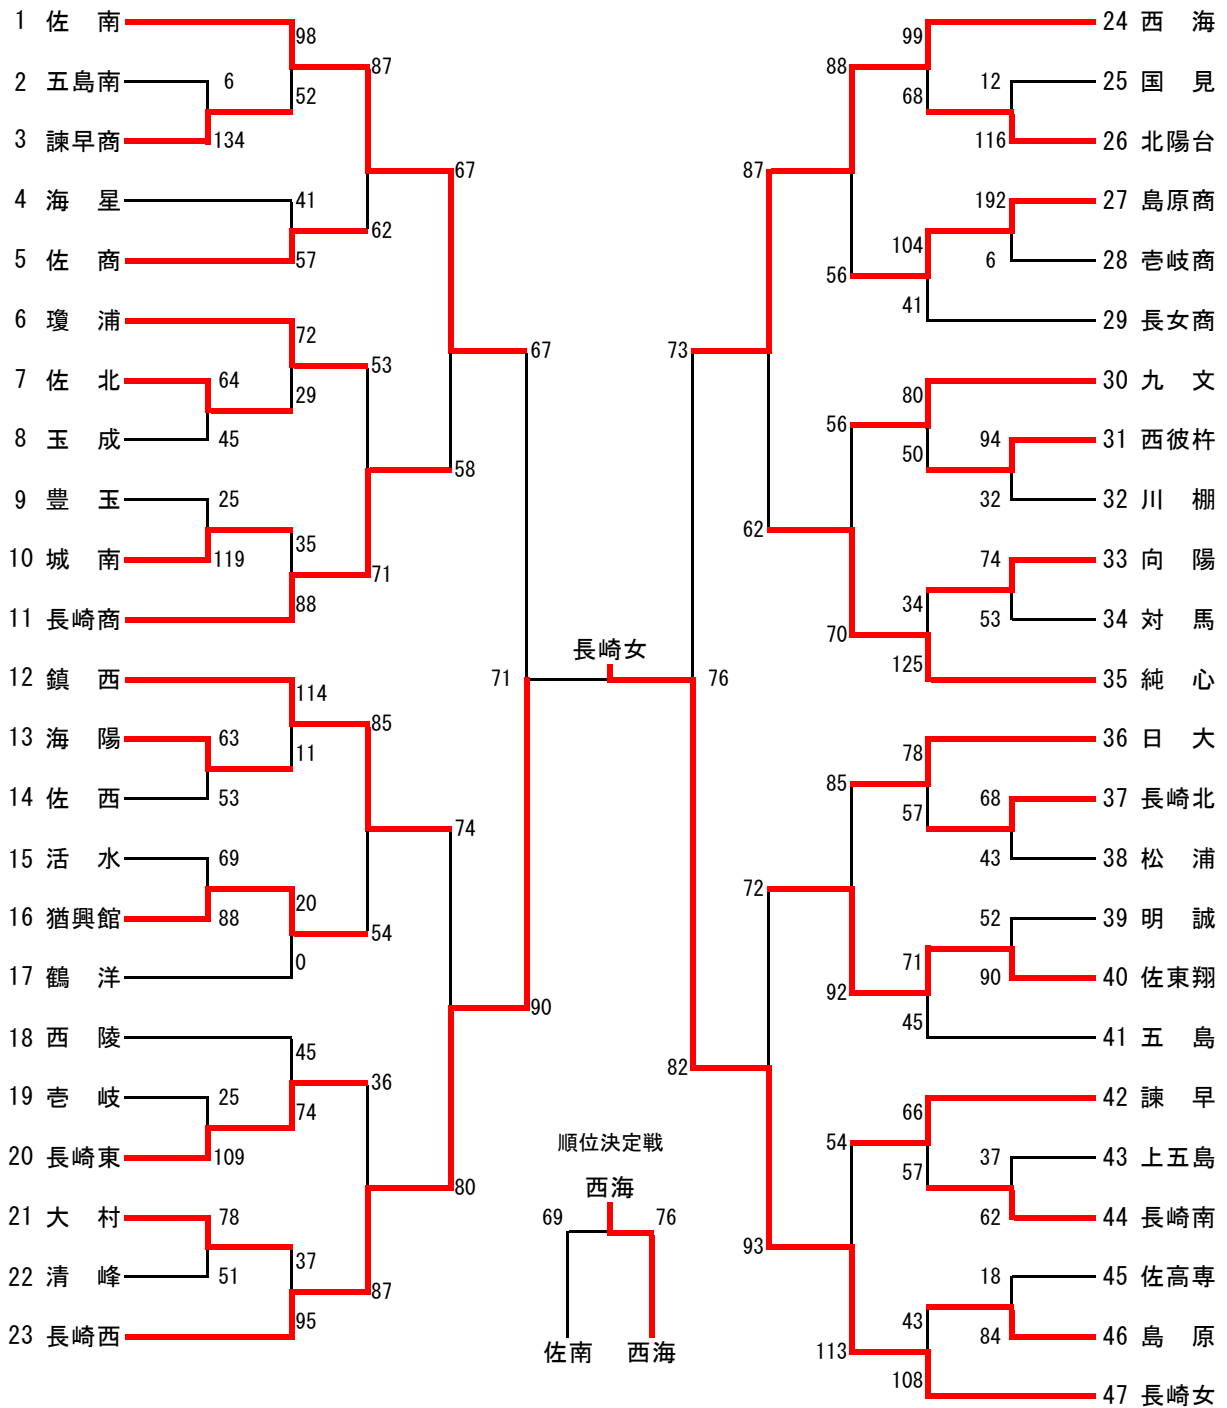 1 佐 南
98
87
2 五島南
6
52
3 諫早商
134
67
4 海 星
41
62
5 佐 商
57
6 瓊 浦
72
53
67
7 佐 北
64
29
8 玉 成
45
58
9 豊 玉
25
35
10 城 南
119
71
11 長崎商
88
12 鎮 西
114
85
71
13 海 陽
63
11
14 佐 西
53
74
15 活 水
69
20
16 猶興館
88
54
17 鶴 洋
0
90
18 西 陵
45
36
19 壱 岐
25
74
20 長崎東
109
80
21 大 村
78
37
22 清 峰
51
87
23 長崎西
95
長崎女
76
順位決定戦
西海
69
76
佐南 西海
99
24 西 海
88
68
12
25 国 見
116
26 北陽台
87
192
27 島原商
104
6
28 壱岐商
56
41
29 長女商
73
80
30 九 文
56
50
94
31 西彼杵
32
32 川 棚
62
74
33 向 陽
34
53
34 対 馬
70
125
35 純 心
78
36 日 大
85
57
68
37 長崎北
43
38 松 浦
72
52
39 明 誠
71
90
40 佐東翔
92
45
41 五 島
82
66
42 諫 早
54
57
37
43 上五島
62
44 長崎南
93
18
45 佐高専
43
84
46 島 原
113
108
47 長崎女